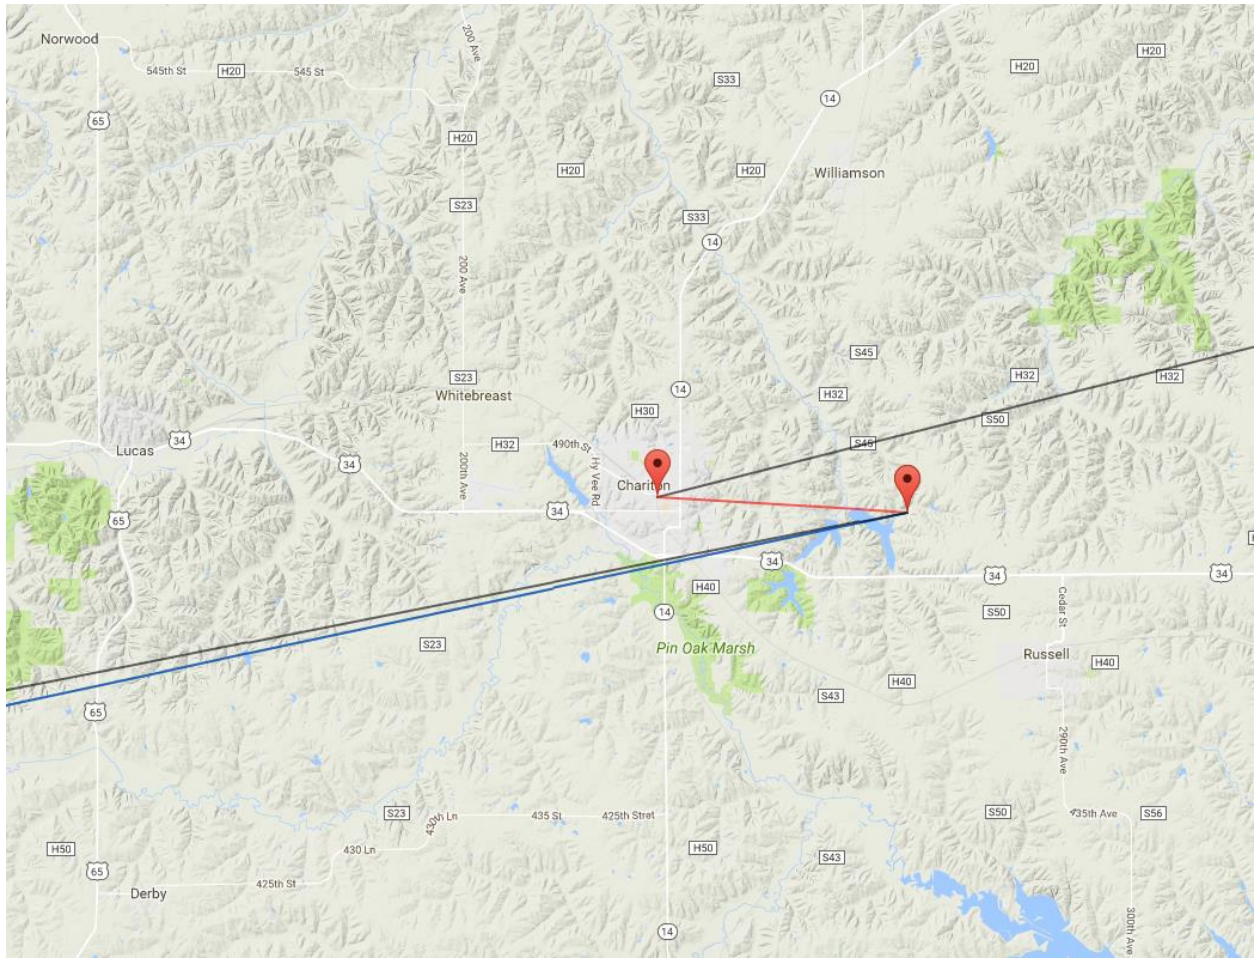 Norwood
200 Ave
H20
545th St
H20
545 St
H20
S33
14
65
H20
H20
H20
Williamson
S23
S33
14
200 Ave
S45
S23
H32
H32
Whitebreast
14
H32
H30
S50
34
Lucas
H32
490th St
S45
34
200th Ave
Hy Vee Rd
Chariton
34
65
34
34
34
H40
Cedar St
14
S50
S23
Pin Oak Marsh
Russell
H40
H40
S43
65
290th Ave
S23
435 St
425th Stret
S50
435th Ave
S56
430th Ln
H50
430 Ln
H50
S43
65
Derby
425th St
300th Ave
14